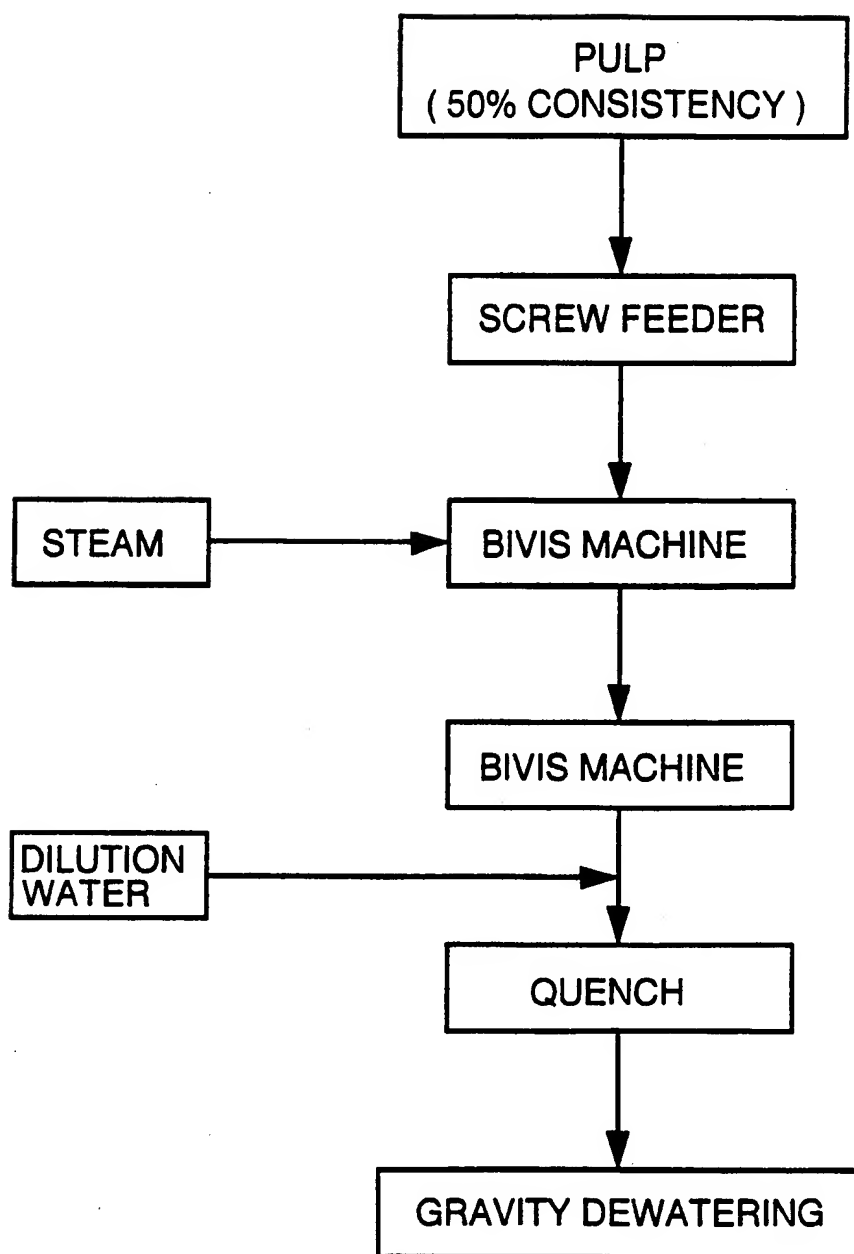 PULP
( 50% CONSISTENCY )
SCREW FEEDER
STEAM
BIVIS MACHINE
BIVIS MACHINE
DILUTION
WATER
QUENCH
GRAVITY DEWATERING